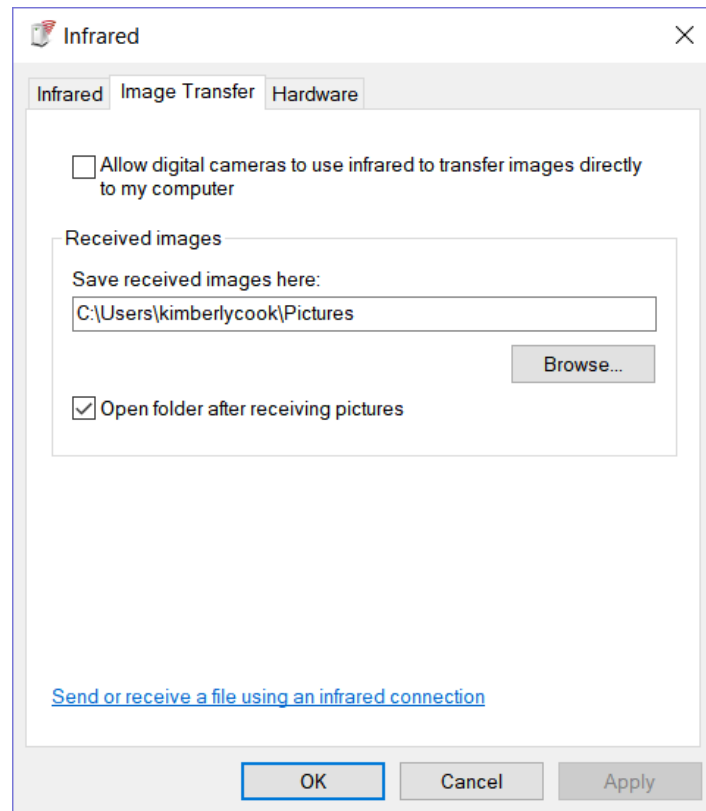 Infrared
Infrared Image Transfer Hardware
Allow digital cameras to use infrared to transfer images directly
to my computer
Received images
Save received images here:
C:\Users\kimberlycook\Pictures
Browse...
Open folder after receiving pictures
Send or receive a file using an infrared connection
OK Cancel Apply